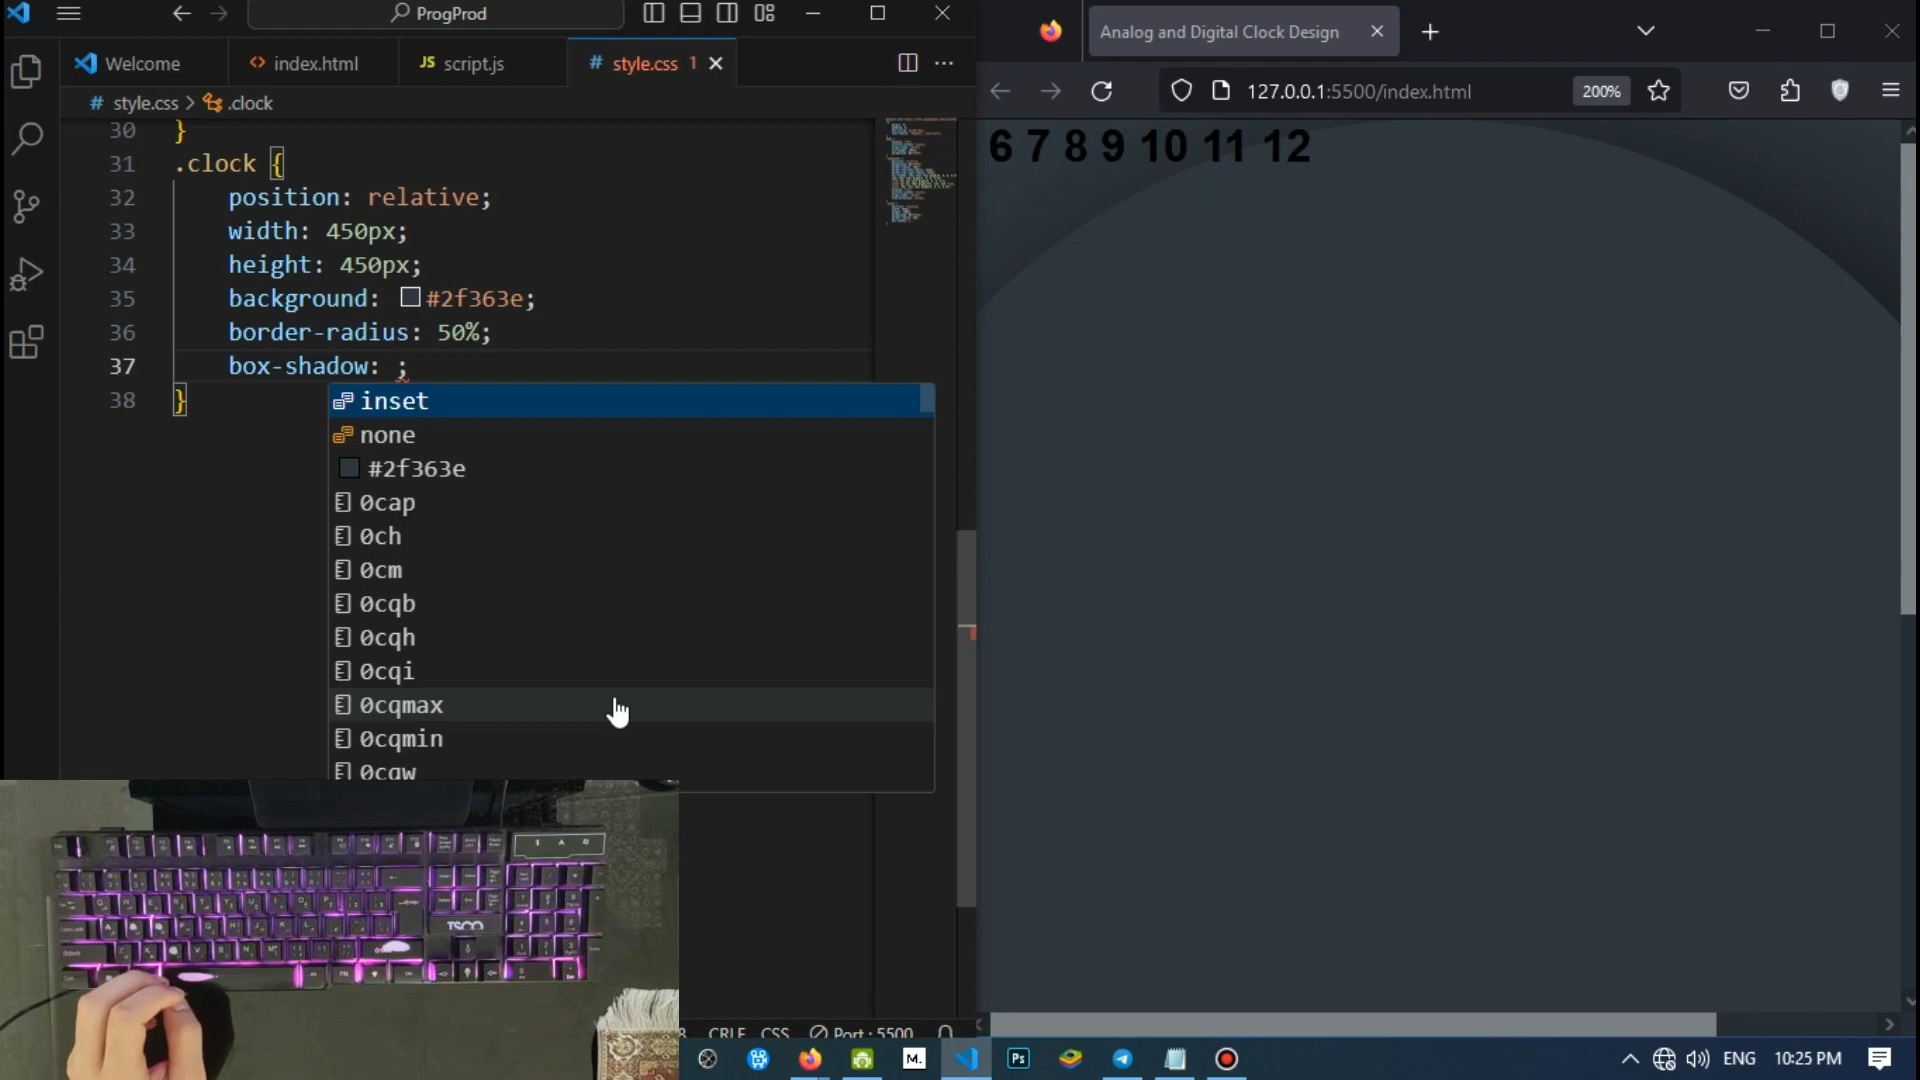 ProgProd
Welcome
index.html
JS script.js
# style.css 1
# style.css > .clock
30 }
31 .clock {
32 position: relative;
33 width: 450px;
34 height: 450px;
35 background: #2f363e;
36 border-radius: 50%;
37 box-shadow: ;
38 }
inset
none
#2f363e
0cap
0ch
0cm
0cqb
0cqh
0cqi
0cqmax
0cqmin
0cqw
CRLF CSS Port : 5500
Analog and Digital Clock Design
127.0.0.1:5500/index.html
200%
6 7 8 9 10 11 12
TSCO
M.
Ps
ENG
10:25 PM